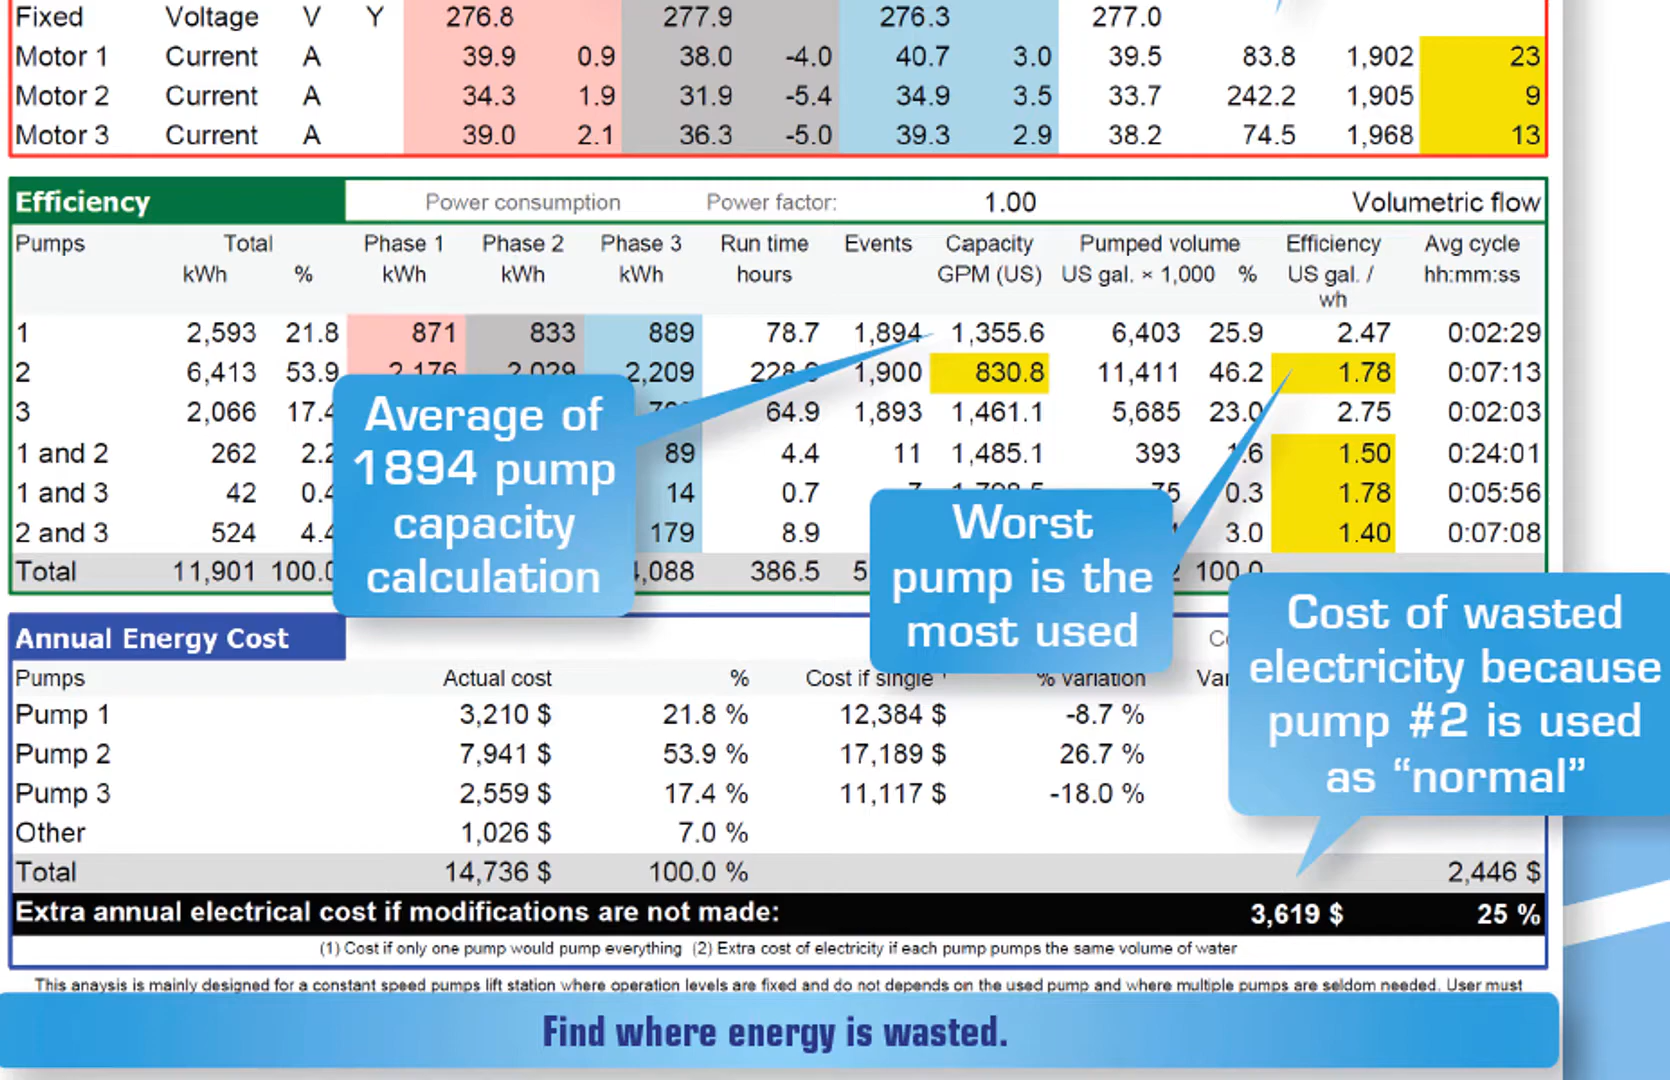 Fixed Voltage V Y 276.8 277.9 276.3 277.0
Motor 1 Current A 39.9 0.9 38.0 -4.0 40.7 3.0 39.5 83.8 1,902 23
Motor 2 Current A 34.3 1.9 31.9 -5.4 34.9 3.5 33.7 242.2 1,905 9
Motor 3 Current A 39.0 2.1 36.3 -5.0 39.3 2.9 38.2 74.5 1,968 13
Efficiency Power consumption Power factor: 1.00 Volumetric flow
Pumps Total Phase 1 Phase 2 Phase 3 Run time Events Capacity Pumped volume Efficiency Avg cycle
kWh % kWh kWh kWh hours GPM (US) US gal. × 1,000 % US gal. / hh:mm:ss
wh
1 2,593 21.8 871 833 889 78.7 1,894 1,355.6 6,403 25.9 2.47 0:02:29
2 6,413 53.9 2,176 2,029 2,209 1,900 830.8 11,411 46.2 1.78 0:07:13
3 2,066 64.9 1,893 1,461.1 5,685 23.0 2.75 0:02:03
1 and 2 262 89 4.4 11 1,485.1 393 1.50 0:24:01
1 and 3 42 14 0.7 0.3 1.78 0:05:56
2 and 3 524 179 8.9 3.0 1.40 0:07:08
Total 11,901 100.0 386.5 100.0
Average of
1894 pump
capacity
calculation
Worst
pump is the
most used
Cost of wasted
electricity because
pump #2 is used
as “normal”
Annual Energy Cost
Pumps Actual cost % Cost if single % variation
Pump 1 3,210 $ 21.8 % 12,384 $ -8.7 %
Pump 2 7,941 $ 53.9 % 17,189 $ 26.7 %
Pump 3 2,559 $ 17.4 % 11,117 $ -18.0 %
Other 1,026 $ 7.0 %
Total 14,736 $ 100.0 % 2,446 $
Extra annual electrical cost if modifications are not made: 3,619 $ 25 %
(1) Cost if only one pump would pump everything (2) Extra cost of electricity if each pump pumps the same volume of water
This anaysis is mainly designed for a constant speed pumps lift station where operation levels are fixed and do not depends on the used pump and where multiple pumps are seldom needed. User must
Find where energy is wasted.